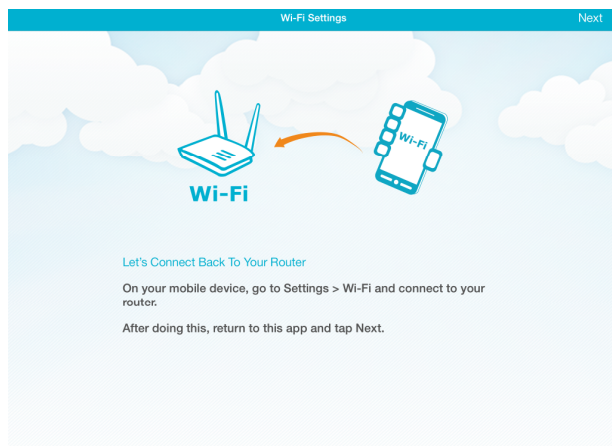 Wi-Fi Settings
Next
Wi-Fi
Wi-Fi
Let's Connect Back To Your Router
On your mobile device, go to Settings > Wi-Fi and connect to your
router.
After doing this, return to this app and tap Next.